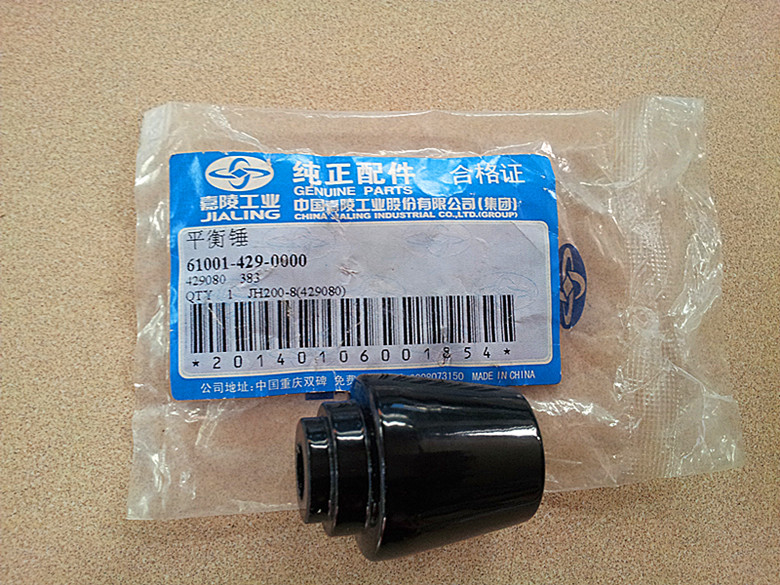 纯正配件 合格证
GENUINE PARTS
嘉陵工业 中国嘉陵工业股份有限公司(集团)
JIALING CHINA JIALING INDUSTRIAL CO.,LTD.(GROUP)
平衡锤
61001-429-0000
429080 383
QTY 1 JH200-8(429080)
*20140106001854*
公司地址:中国重庆双碑 免费 8073150 MADE IN CHINA